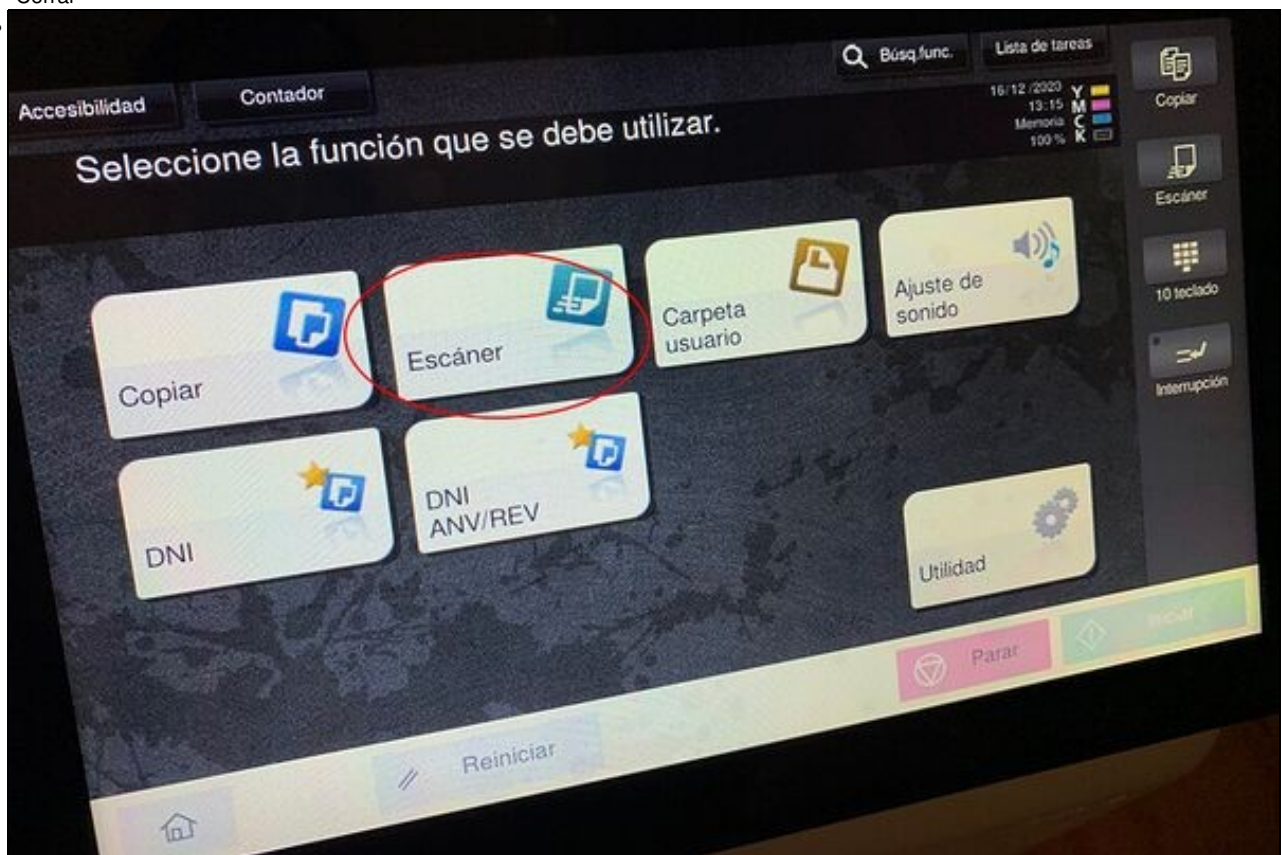 Búsq.func.
Lista de tareas
Accesibilidad
Contador
16/12/2020 Y
13:15 M
Memoria C
100 % K
Seleccione la función que se debe utilizar.
Copiar
Escáner
10 teclado
Interrupción
Copiar
Escáner
Carpeta
usuario
Ajuste de
sonido
DNI
DNI
ANV/REV
Utilidad
Parar
Reiniciar